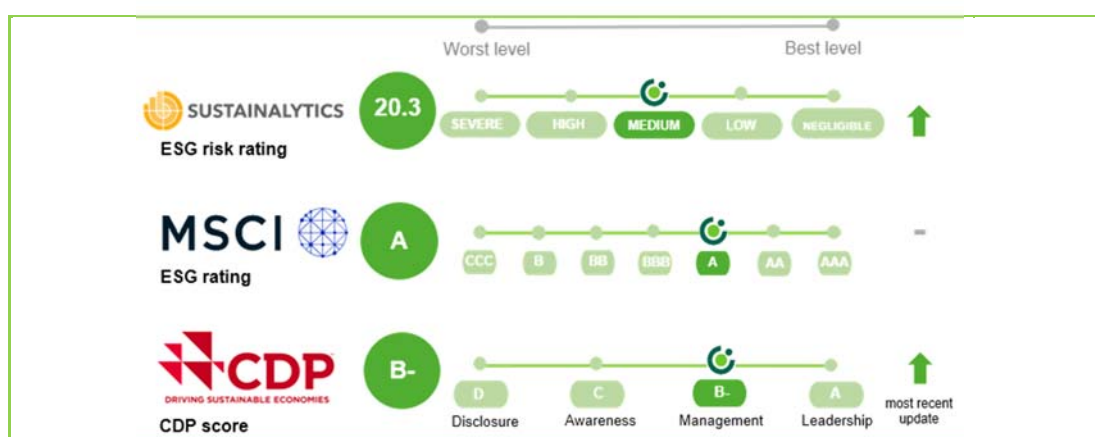 Worst level Best level
SUSTAINALYTICS 20.3
SEVERE HIGH MEDIUM LOW NEGLIGIBLE
ESG risk rating
MSCI A
CCC B BB BBB A AA AAA
ESG rating
-
CDP B-
DRIVING SUSTAINABLE ECONOMIES
D C B- A
Disclosure Awareness Management Leadership
most recent
update
CDP score